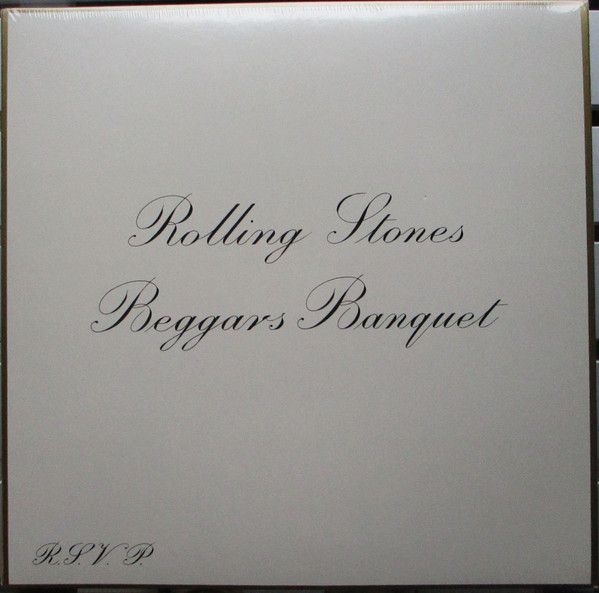 Rolling Stones
Beggars Banquet
R.S.V.P.